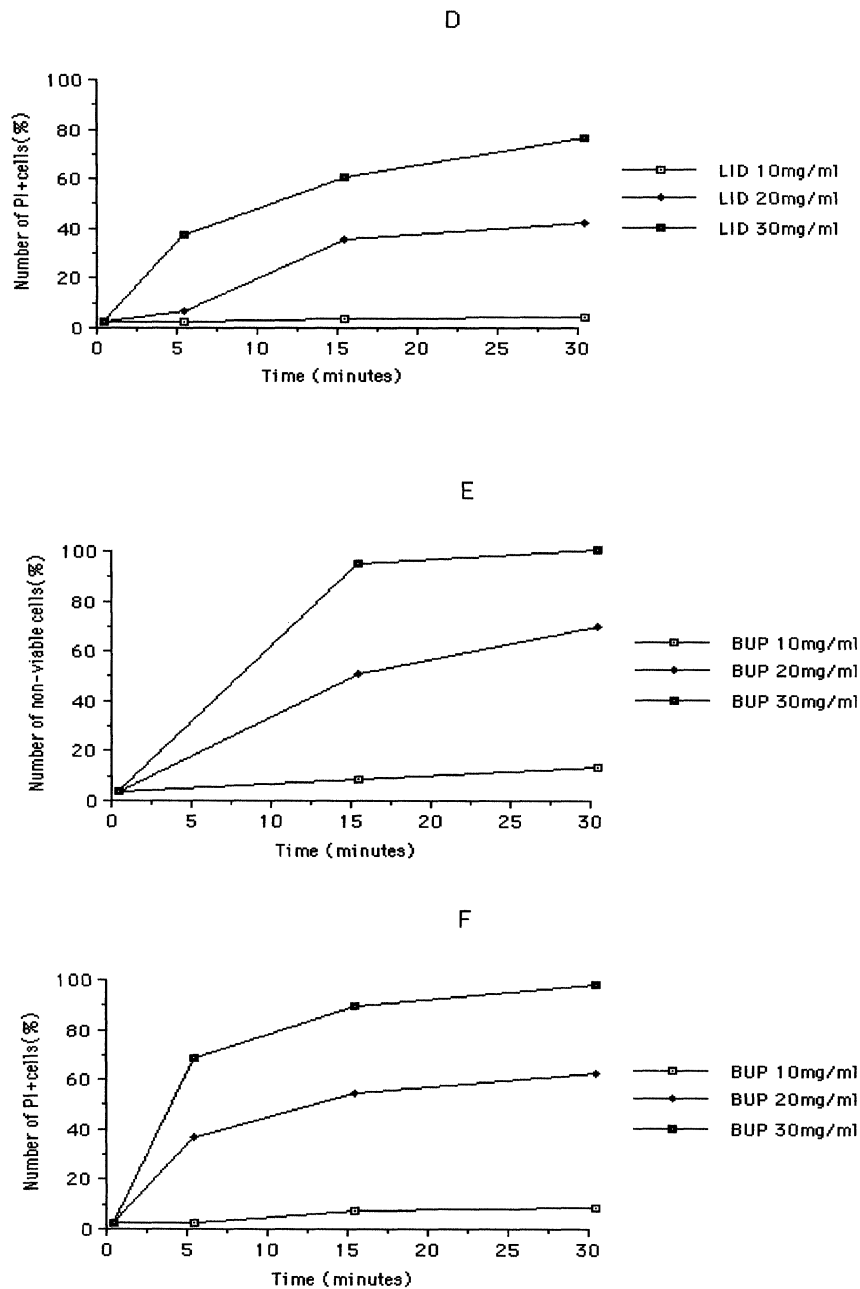 D
100
80
60
40
20
0
Number of PI+cells(%)
0 5 10 15 20 25 30
Time (minutes)
LID 10mg/ml
LID 20mg/ml
LID 30mg/ml
E
100
80
60
40
20
0
Number of non-viable cells(%)
0 5 10 15 20 25 30
Time (minutes)
BUP 10mg/ml
BUP 20mg/ml
BUP 30mg/ml
F
100
80
60
40
20
0
Number of PI+cells(%)
0 5 10 15 20 25 30
Time (minutes)
BUP 10mg/ml
BUP 20mg/ml
BUP 30mg/ml